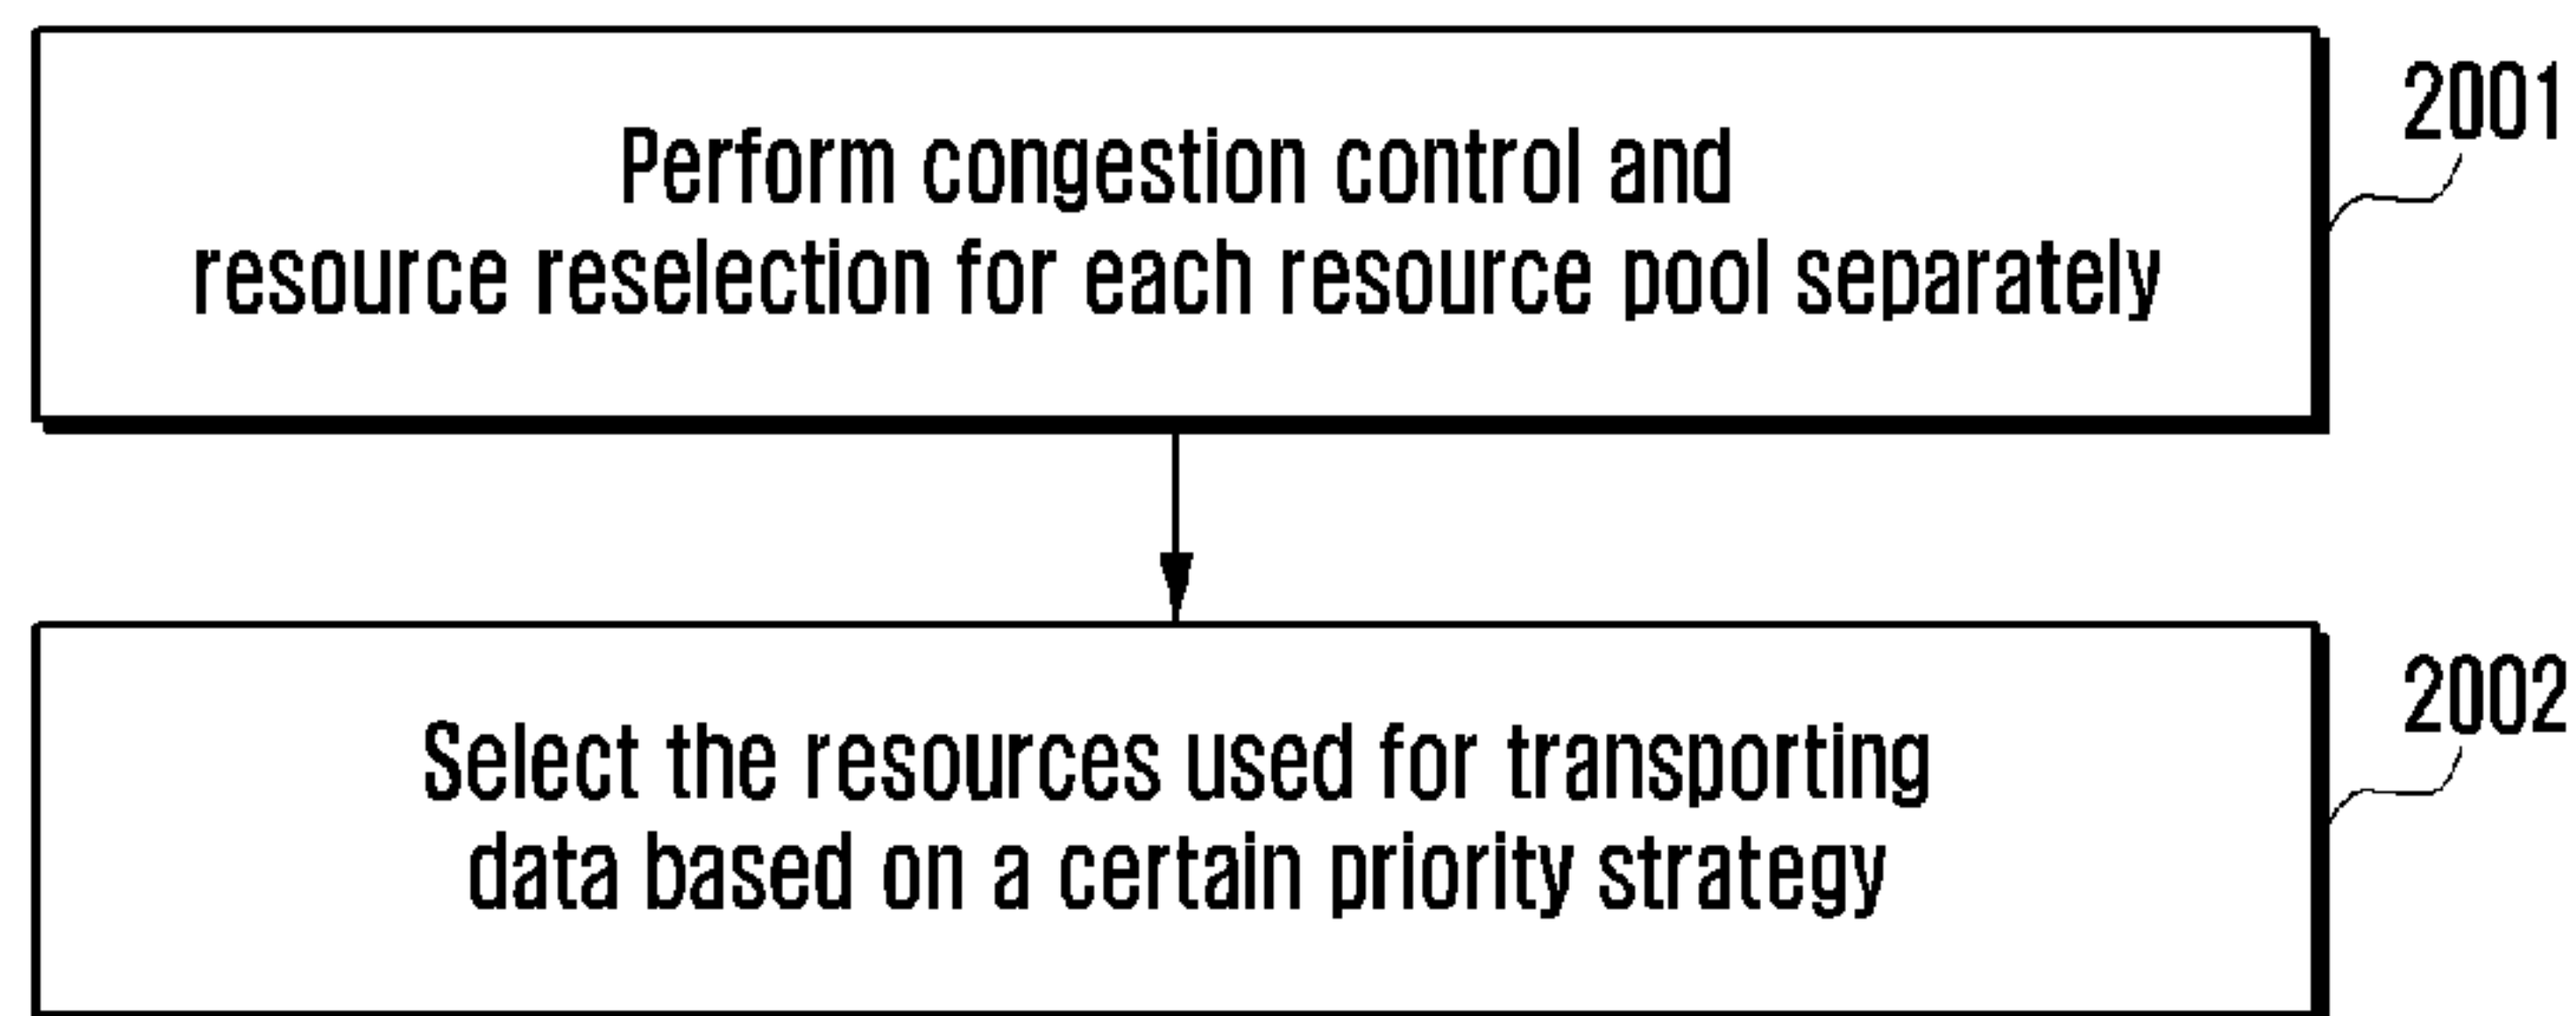 Perform congestion control and
resource reselection for each resource pool separately
2001
Select the resources used for transporting
data based on a certain priority strategy
2002